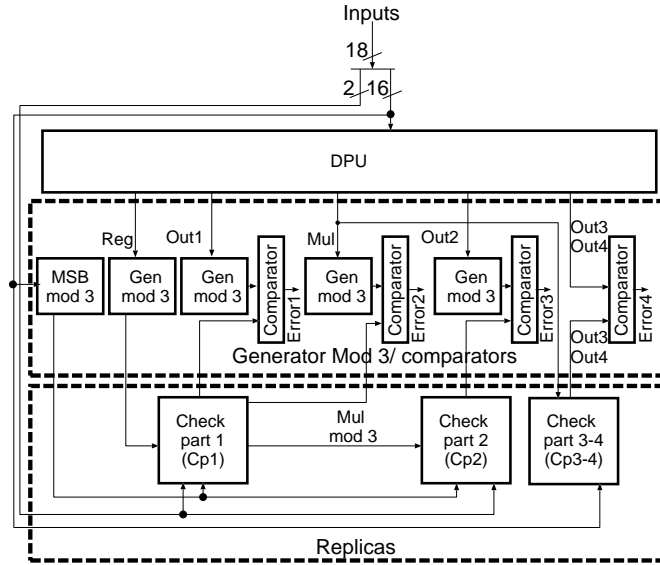 Inputs
18
2
16
DPU
Reg
Out1
Mul
Out2
Out3
Out4
MSB
mod 3
Gen
mod 3
Gen
mod 3
Comparator
Error1
Gen
mod 3
Comparator
Error2
Gen
mod 3
Comparator
Error3
Comparator
Error4
Out3
Out4
Generator Mod 3/ comparators
Check
part 1
(Cp1)
Mul
mod 3
Check
part 2
(Cp2)
Check
part 3-4
(Cp3-4)
Replicas